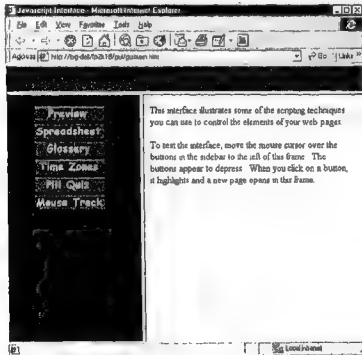 Javascript Interface - Microsoft Internet Explorer
File Edit View Favorites Tools Help
Address http://
Go Links »
Preview
Spreadsheet
Glossary
Time Zones
Pill Quiz
Mouse Track
This interface illustrates some of the scripting techniques
you can use to control the elements of your web pages.
To test the interface, move the mouse cursor over the
buttons in the sidebar to the left of this frame. The
buttons appear to depress. When you click on a button,
it highlights and a new page opens in this frame.
Local intranet